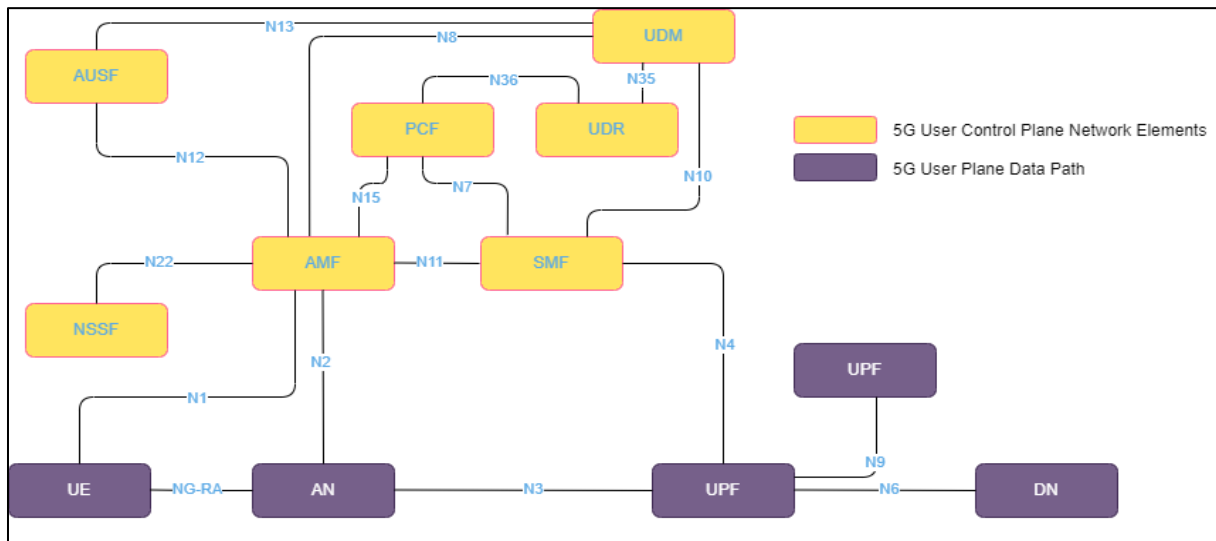 N13
UDM
N8
AUSF
N36
N35
PCF
UDR
5G User Control Plane Network Elements
N12
5G User Plane Data Path
N15
N7
N10
N22
AMF
N11
SMF
NSSF
N2
N4
UPF
N1
N9
UE
NG-RA
AN
N3
UPF
N6
DN